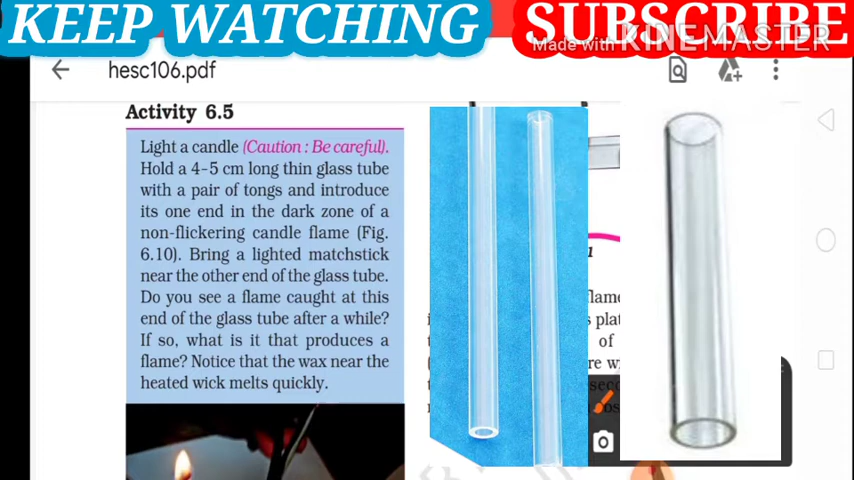 KEEP WATCHING
SUBSCRIBE
Made with KINEMASTER
hesc106.pdf
Activity 6.5
Light a candle (Caution : Be careful).
Hold a 4-5 cm long thin glass tube
with a pair of tongs and introduce
its one end in the dark zone of a
non-flickering candle flame (Fig.
6.10). Bring a lighted matchstick
near the other end of the glass tube.
Do you see a flame caught at this
end of the glass tube after a while?
If so, what is it that produces a
flame? Notice that the wax near the
heated wick melts quickly.
of